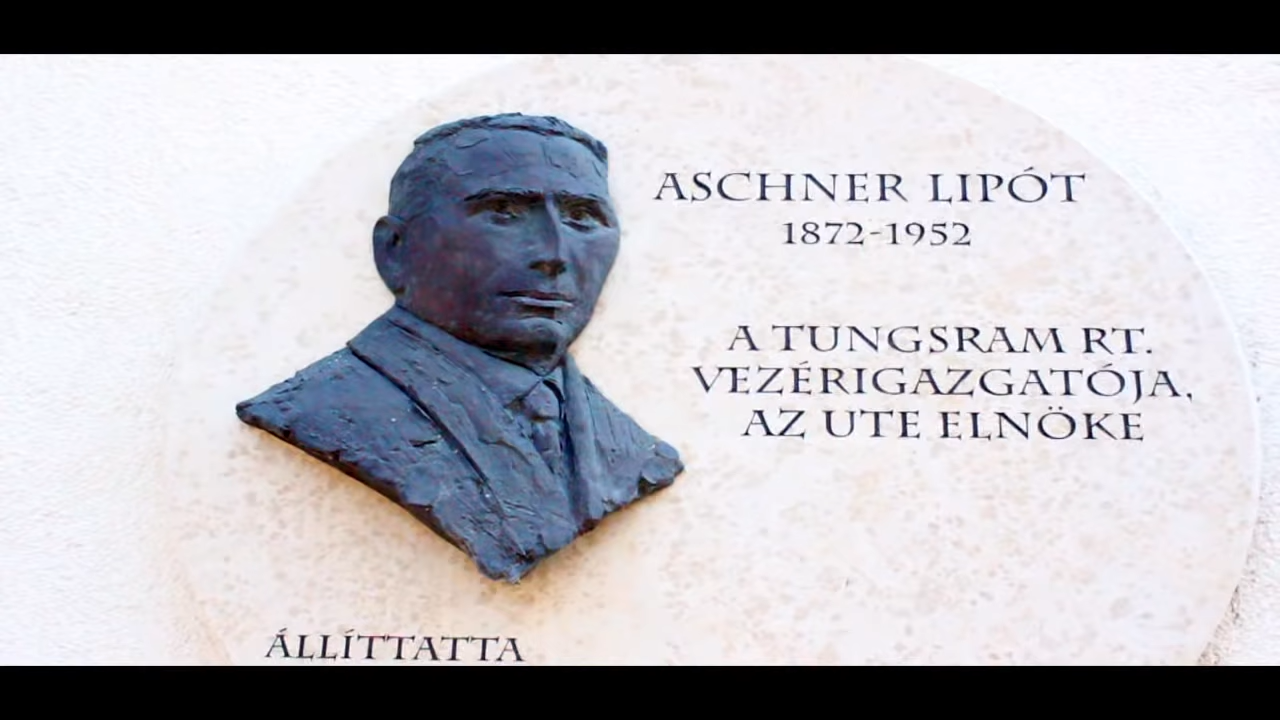 ASCHNER LIPÓT
1872-1952
A TUNGSRAM RT.
VEZÉRIGAZGATÓJA,
AZ UTE ELNÖKE
ÁLLÍTTATTA